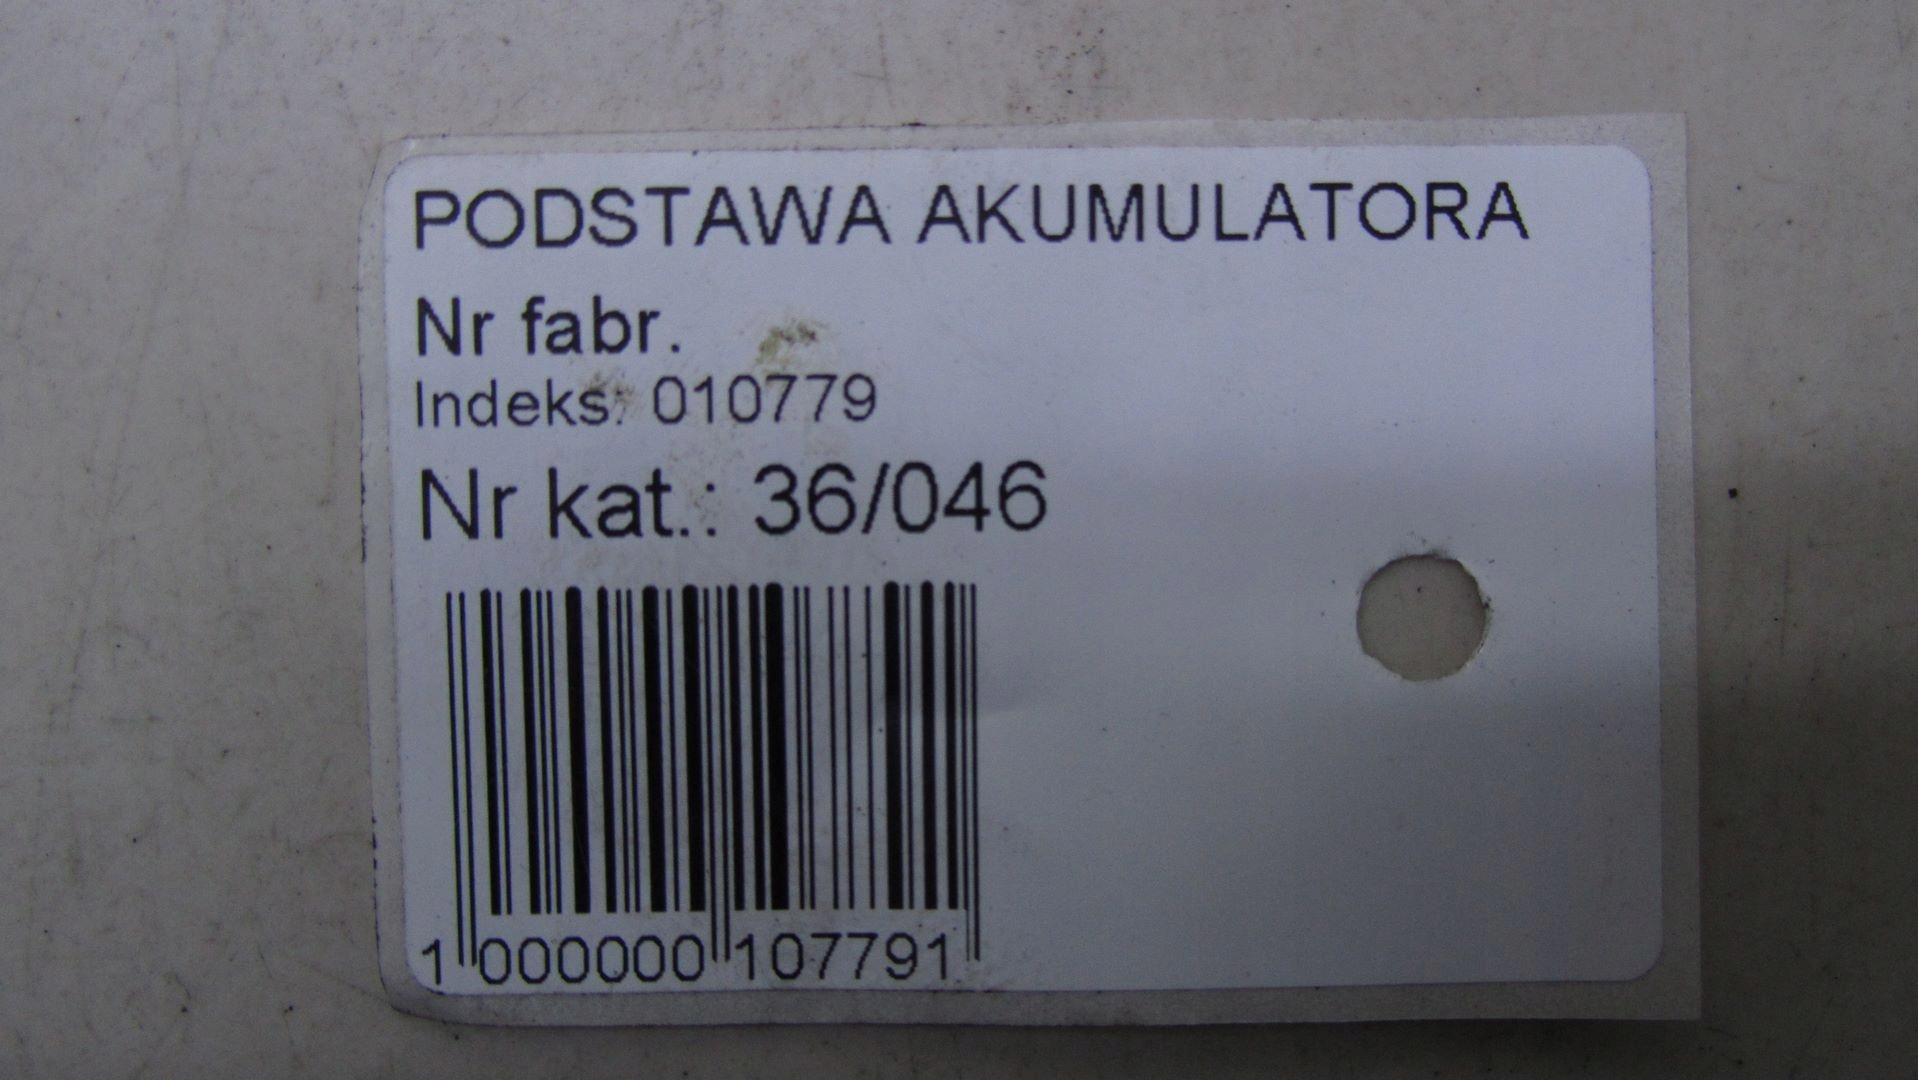 PODSTAWA AKUMULATORA
Nr fabr.
Indeks: 010779
Nr kat.: 36/046
1 000000 107791